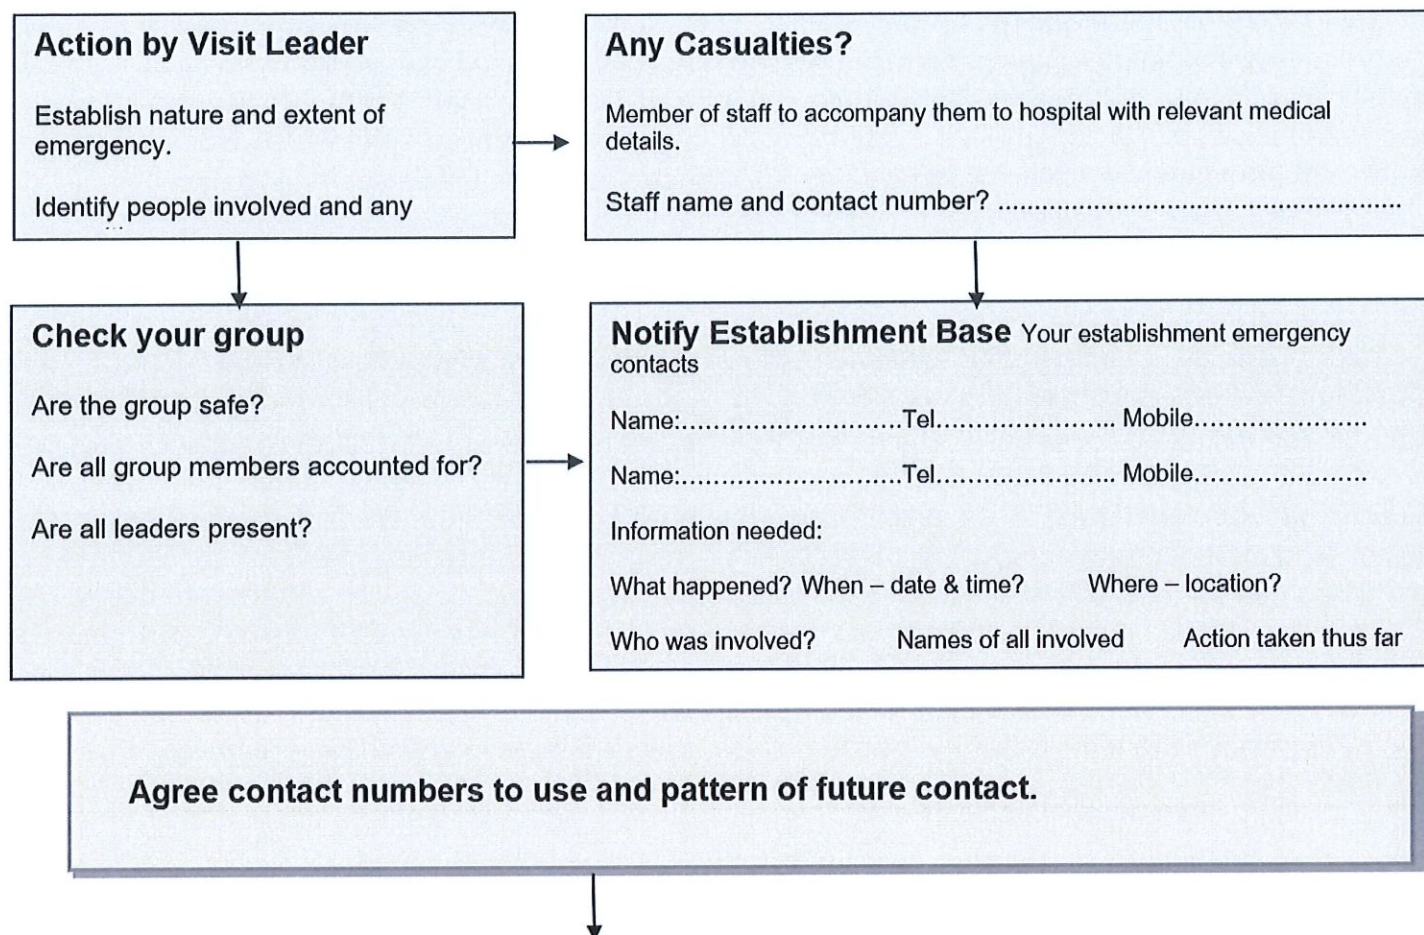 Action by Visit Leader
Establish nature and extent of
emergency.
Identify people involved and any
Any Casualties?
Member of staff to accompany them to hospital with relevant medical
details.
Staff name and contact number? ........................................................
Check your group
Are the group safe?
Are all group members accounted for?
Are all leaders present?
Notify Establishment Base Your establishment emergency
contacts
Name:………………………Tel………………….. Mobile…………………
Name:………………………Tel………………….. Mobile…………………
Information needed:
What happened? When – date & time? Where – location?
Who was involved? Names of all involved Action taken thus far
Agree contact numbers to use and pattern of future contact.